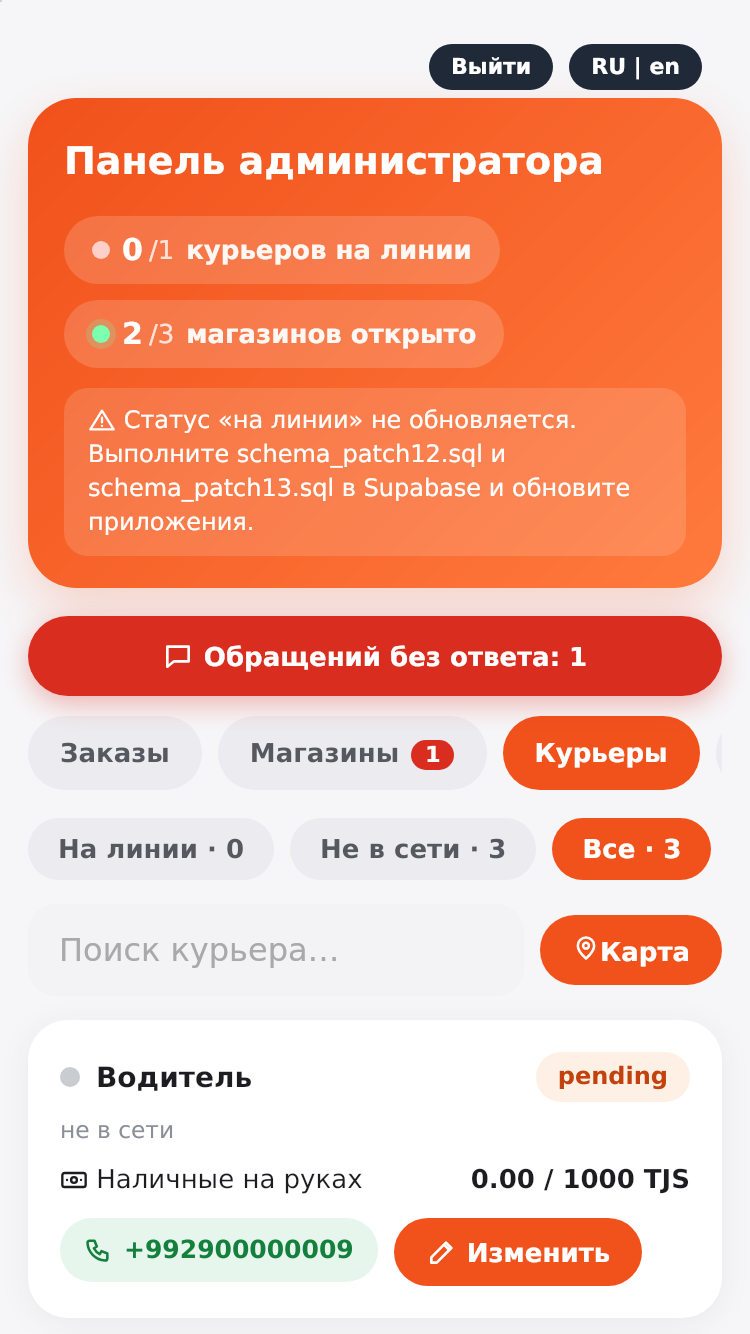 Выйти
RU | en
Панель администратора
0 /1 курьеров на линии
2 /3 магазинов открыто
Статус «на линии» не обновляется.
Выполните schema_patch12.sql и
schema_patch13.sql в Supabase и обновите
приложения.
Обращений без ответа: 1
Заказы
Магазины 1
Курьеры
На линии · 0
Не в сети · 3
Все · 3
Поиск курьера...
Карта
Водитель
pending
не в сети
Наличные на руках
0.00 / 1000 TJS
+992900000009
Изменить